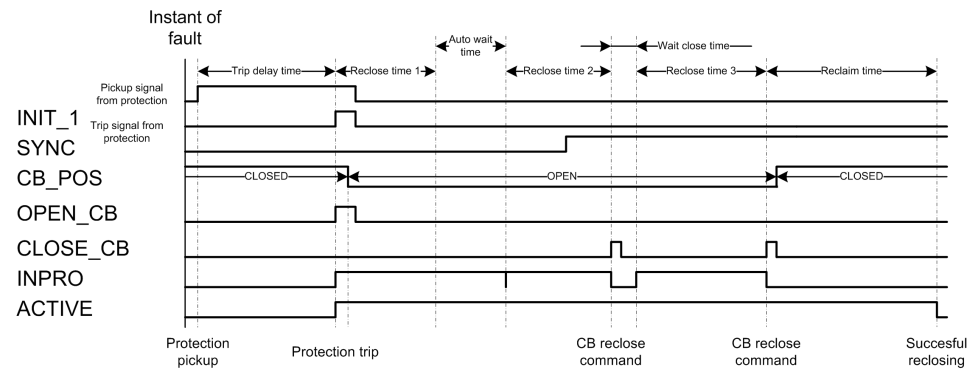 Instant of
fault
Auto wait
time
Wait close time
Trip delay time
Reclose time 1
Reclose time 2
Reclose time 3
Reclaim time
Pickup signal
from protection
INIT_1
Trip signal from
protection
SYNC
CB_POS
CLOSED
OPEN
CLOSED
OPEN_CB
CLOSE_CB
INPRO
ACTIVE
Protection
pickup
Protection trip
CB reclose
command
CB reclose
command
Succesful
reclosing